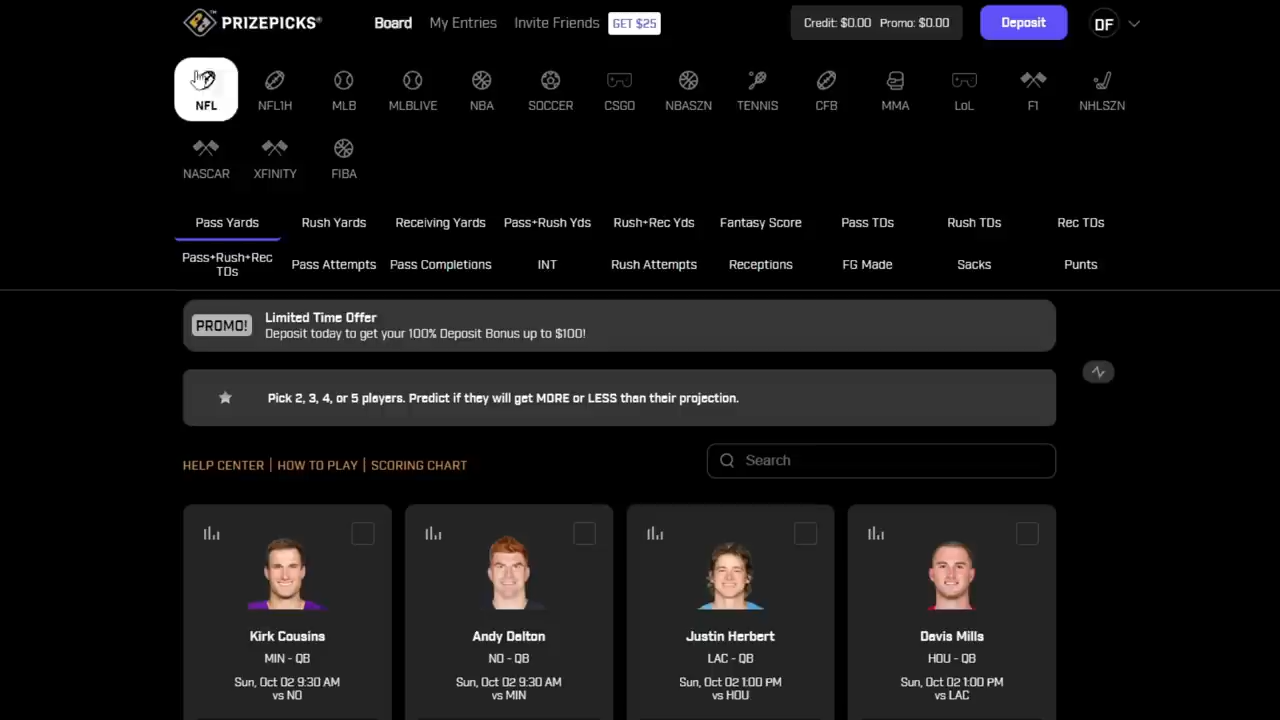 PRIZEPICKS Board My Entries Invite Friends GET $25 Credit: $0.00 Promo: $0.00 Deposit DF
NFL NFL1H MLB MLBLIVE NBA SOCCER CSGO NBASZN TENNIS CFB MMA LoL F1 NHLSZN
NASCAR XFINITY FIBA
Pass Yards Rush Yards Receiving Yards Pass+Rush Yds Rush+Rec Yds Fantasy Score Pass TDs Rush TDs Rec TDs
Pass+Rush+Rec TDs Pass Attempts Pass Completions INT Rush Attempts Receptions FG Made Sacks Punts
PROMO!
Limited Time Offer
Deposit today to get your 100% Deposit Bonus up to $100!
Pick 2, 3, 4, or 5 players. Predict if they will get MORE or LESS than their projection.
HELP CENTER | HOW TO PLAY | SCORING CHART Search
Kirk Cousins
MIN - QB
Sun, Oct 02 9:30 AM
vs NO
Andy Dalton
NO - QB
Sun, Oct 02 9:30 AM
vs MIN
Justin Herbert
LAC - QB
Sun, Oct 02 1:00 PM
vs HOU
Davis Mills
HOU - QB
Sun, Oct 02 1:00 PM
vs LAC